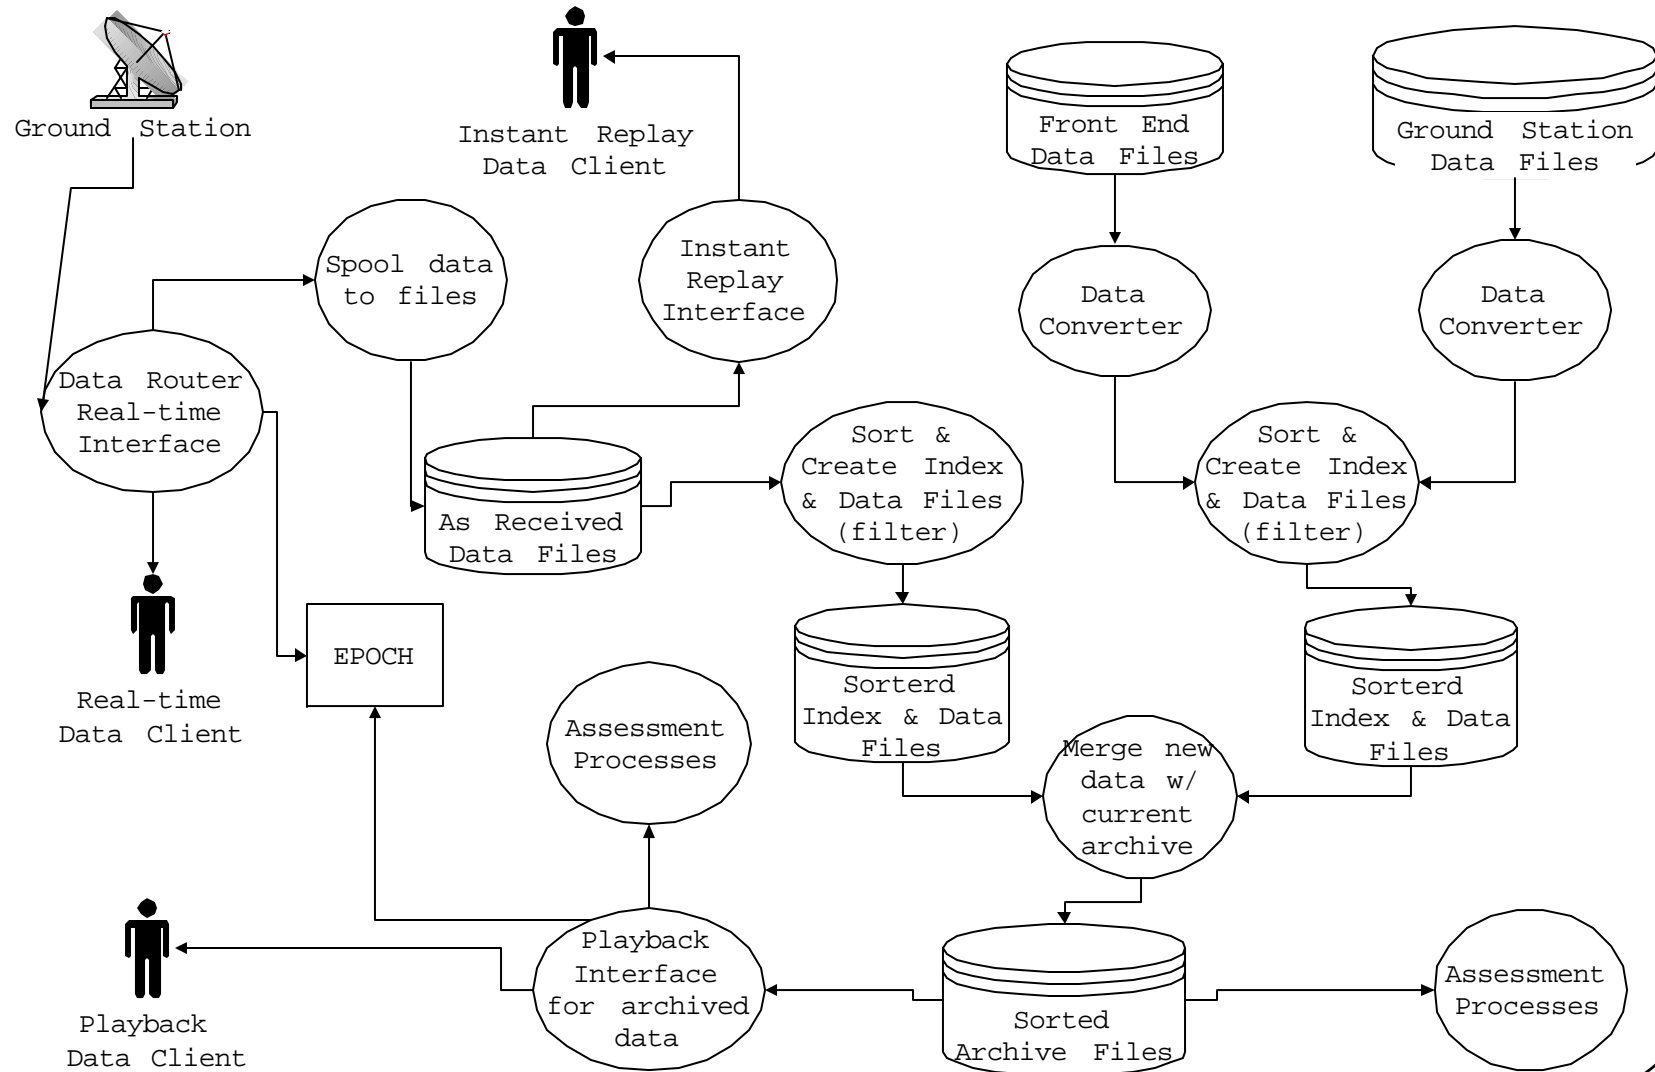 Ground Station
Instant Replay
Data Client
Front End
Data Files
Ground Station
Data Files
Spool data
to files
Instant
Replay
Interface
Data
Converter
Data
Converter
Data Router
Real-time
Interface
As Received
Data Files
Sort &
Create Index
& Data Files
(filter)
Sort &
Create Index
& Data Files
(filter)
Real-time
Data Client
EPOCH
Assessment
Processes
Sorterd
Index & Data
Files
Sorterd
Index & Data
Files
Merge new
data w/
current
archive
Playback
Data Client
Playback
Interface
for archived
data
Sorted
Archive Files
Assessment
Processes